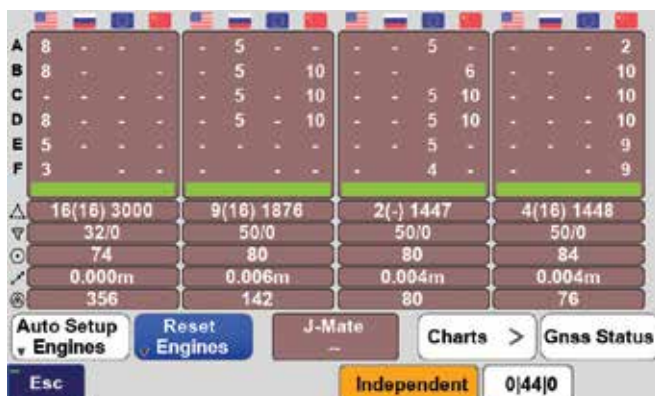 A 8 - - - - 5 - - - - 5 - - - - 2
B 8 - - - - 5 - 10 - - - 6 - - - 10
C - - - - - 5 - 10 - - 5 10 - - - 10
D 8 - - - - 5 - 10 - - 5 10 - - - 10
E 5 - - - - - - - - - 5 - - - - 9
F 3 - - - - - 4 - - 9
16(16) 3000 9(16) 1876 2(-) 1447 4(16) 1448
32/0 50/0 50/0 50/0
74 80 80 84
0.000m 0.006m 0.004m 0.004m
356 142 80 76
Auto Setup
Engines
Reset
Engines
J-Mate
--
Charts >
Gnss Status
Esc
Independent
0|44|0